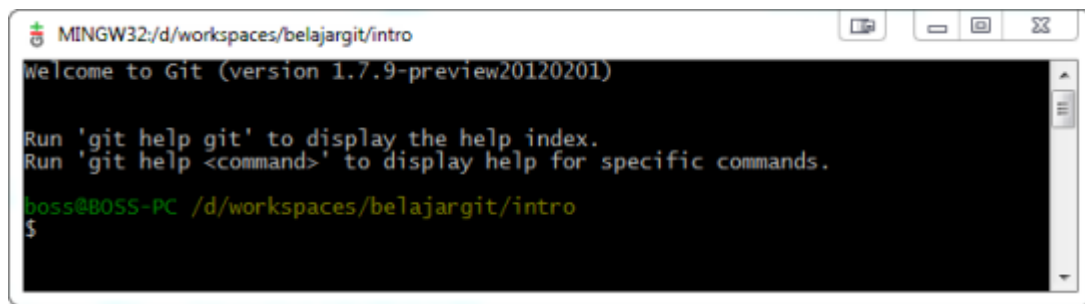 MINGW32:/d/workspaces/belajargit/intro
Welcome to Git (version 1.7.9-preview20120201)
Run 'git help git' to display the help index.
Run 'git help <command>' to display help for specific commands.
boss@BOSS-PC /d/workspaces/belajargit/intro
$